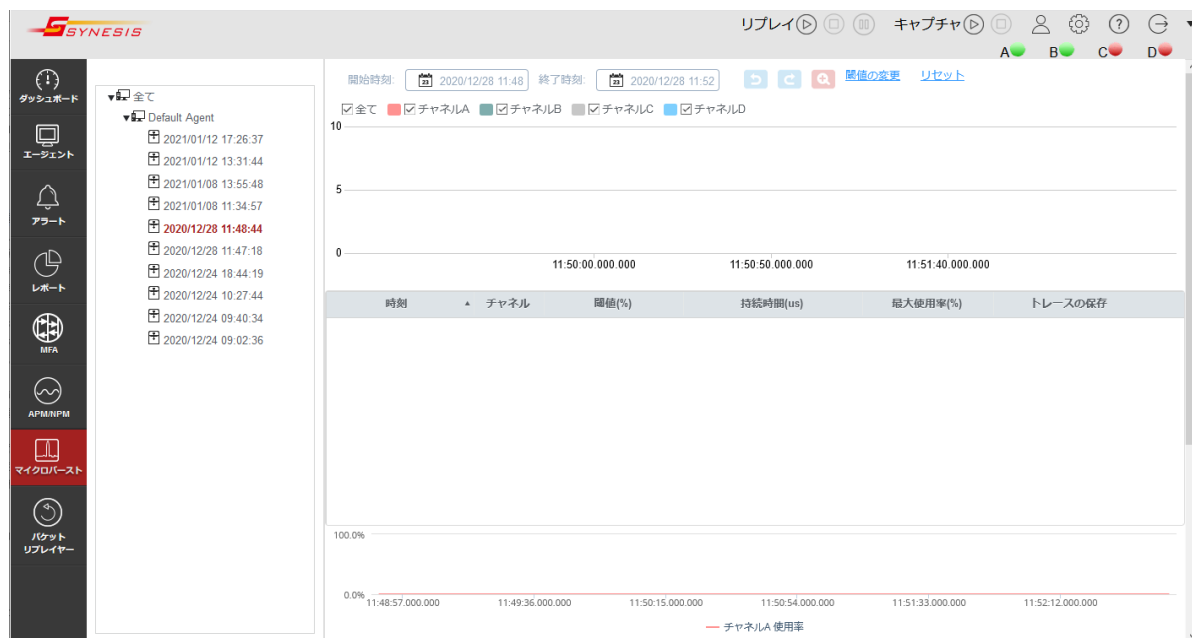 SYNESIS
リプレイ キャプチャ
A B C D
ダッシュボード
エージェント
アラート
レポート
MFA
APM/NPM
マイクロバースト
パケット
リプレイヤー
全て
Default Agent
2021/01/12 17:26:37
2021/01/12 13:31:44
2021/01/08 13:55:48
2021/01/08 11:34:57
2020/12/28 11:48:44
2020/12/28 11:47:18
2020/12/24 18:44:19
2020/12/24 10:27:44
2020/12/24 09:40:34
2020/12/24 09:02:36
開始時刻: 23 2020/12/28 11:48 終了時刻: 23 2020/12/28 11:52 閾値の変更 リセット
全て チャネルA チャネルB チャネルC チャネルD
10
5
0
11:50:00.000.000 11:50:50.000.000 11:51:40.000.000
時刻 チャネル 閾値(%) 持続時間(us) 最大使用率(%) トレースの保存
100.0%
0.0%
11:48:57.000.000 11:49:36.000.000 11:50:15.000.000 11:50:54.000.000 11:51:33.000.000 11:52:12.000.000
チャネルA 使用率